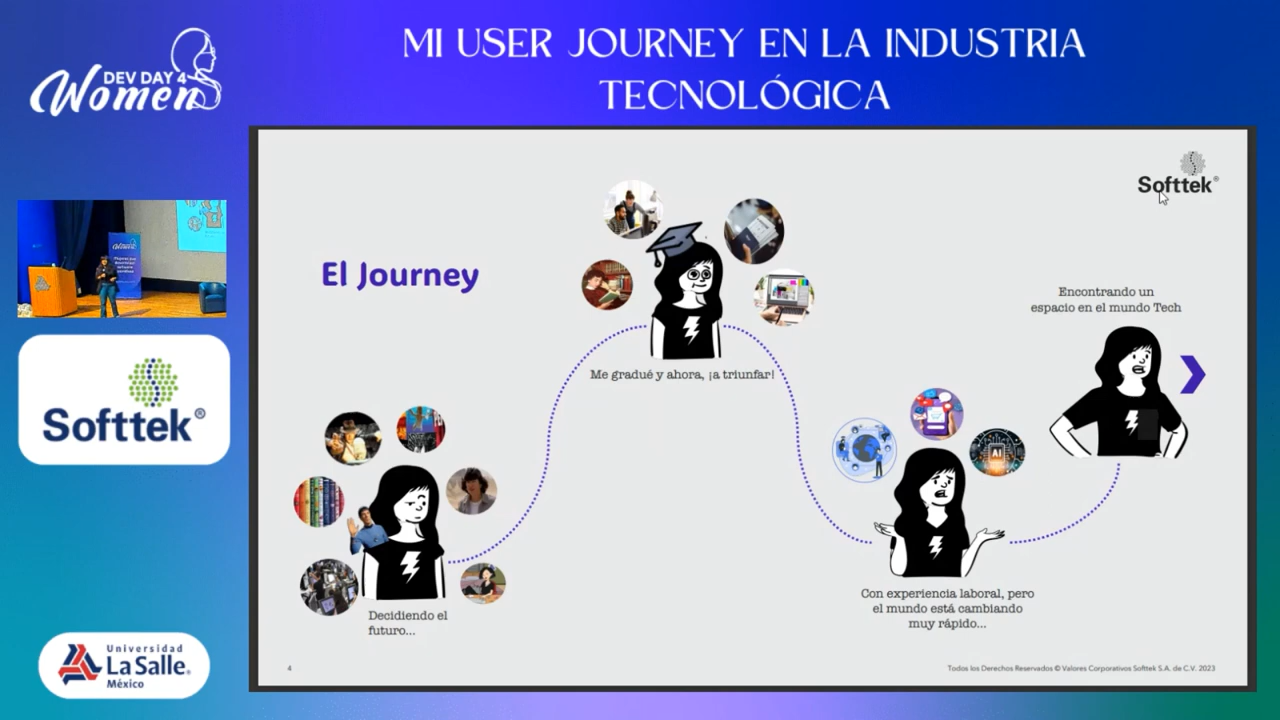 MI USER JOURNEY EN LA INDUSTRIA
TECNOLÓGICA
DEV DAY 4
Women
Softtek®
Universidad
La Salle®
México
Softtek®
El Journey
Me gradué y ahora, ¡a triunfar!
Encontrando un
espacio en el mundo Tech
AI
Decidiendo el
futuro...
Con experiencia laboral, pero
el mundo está cambiando
muy rápido...
4
Todos los Derechos Reservados © Valores Corporativos Softtek S.A. de C.V. 2023